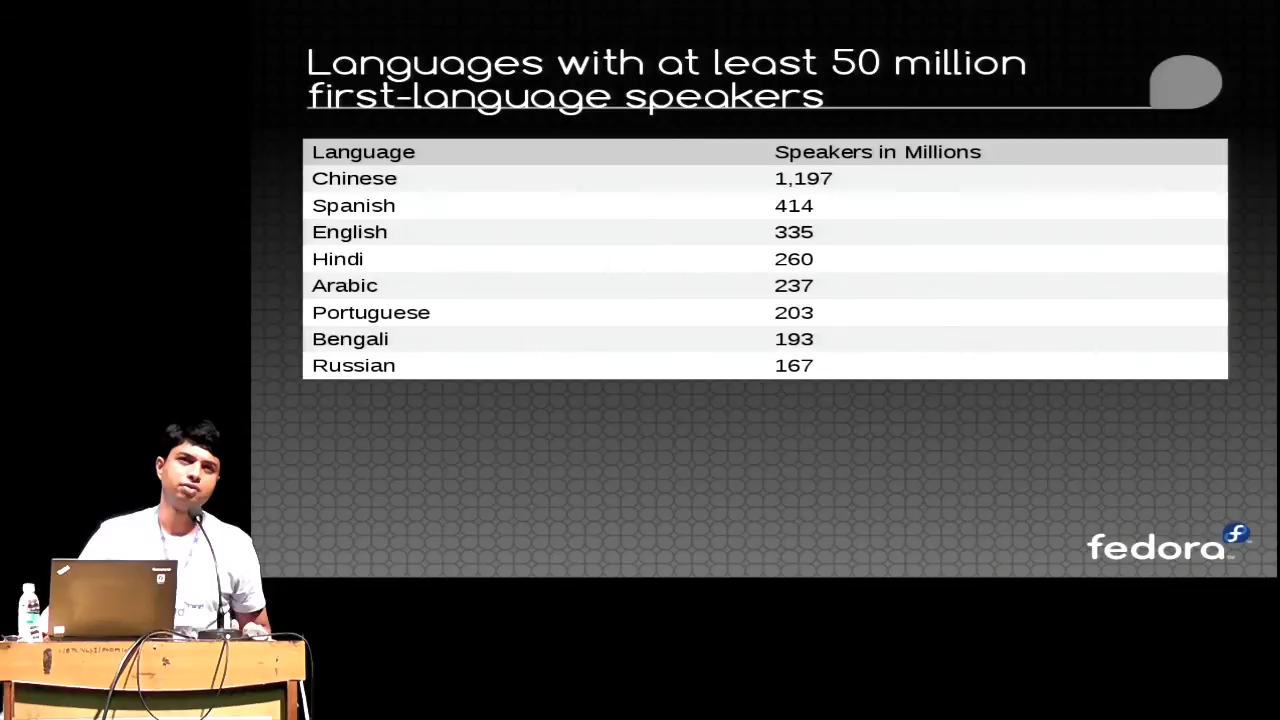 Languages with at least 50 million
first-language speakers
Language Speakers in Millions
Chinese 1,197
Spanish 414
English 335
Hindi 260
Arabic 237
Portuguese 203
Bengali 193
Russian 167
fedora